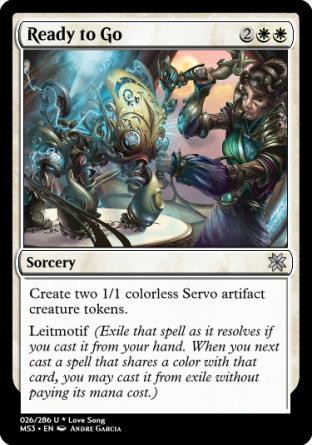 Ready to Go 2
Sorcery
Create two 1/1 colorless Servo artifact
creature tokens.
Leitmotif (Exile that spell as it resolves if
you cast it from your hand. When you next
cast a spell that shares a color with that
card, you may cast it from exile without
paying its mana cost.)
026/286 U * Love Song
MS3 • EN ANDRE GARCIA